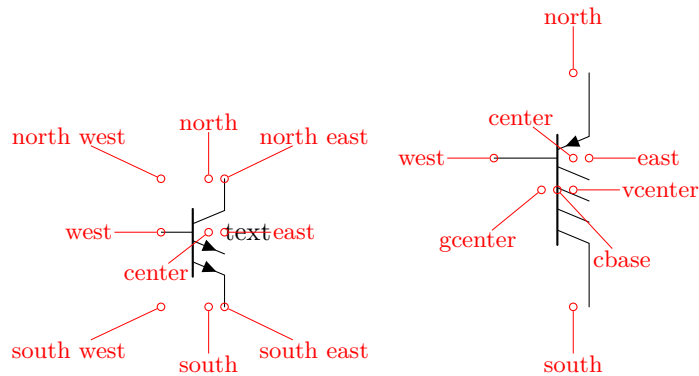 north
north
north west
north east
center
west
east
west
text
east
vcenter
gcenter
center
cbase
south west
south
south east
south